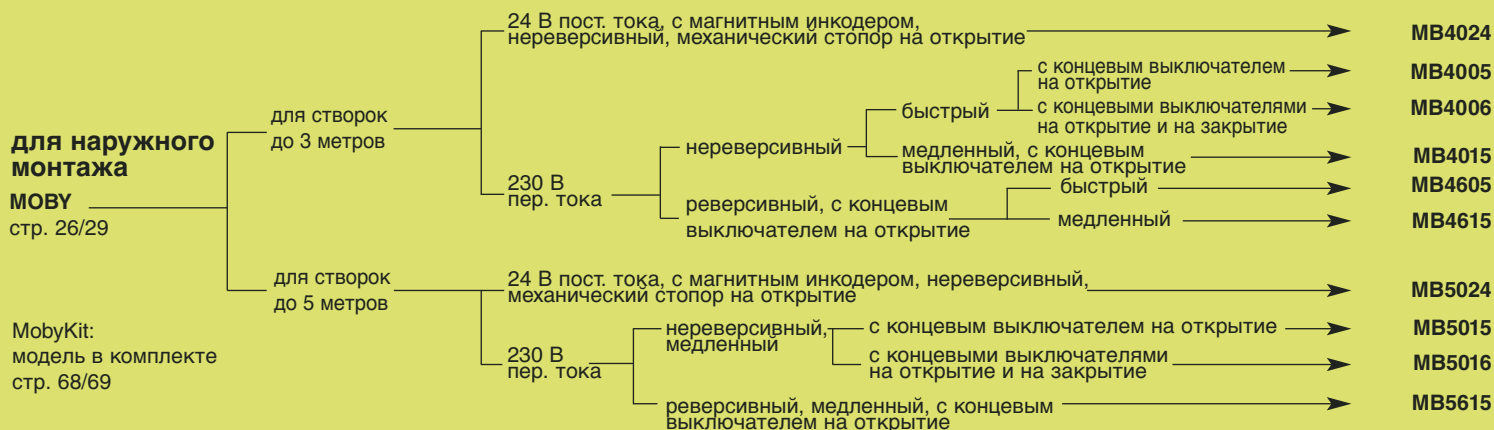 для наружного
монтажа
MOBY
стр. 26/29
MobyKit:
модель в комплекте
стр. 68/69
для створок
до 3 метров
24 В пост. тока, с магнитным инкодером,
нереверсивный, механический стопор на открытие
MB4024
230 В
пер. тока
нереверсивный
быстрый
с концевым выключателем
на открытие
MB4005
с концевыми выключателями
на открытие и на закрытие
MB4006
медленный, с концевым
выключателем на открытие
MB4015
реверсивный, с концевым
выключателем на открытие
быстрый
MB4605
медленный
MB4615
для створок
до 5 метров
24 В пост. тока, с магнитным инкодером, нереверсивный,
механический стопор на открытие
MB5024
230 В
пер. тока
нереверсивный,
медленный
с концевым выключателем на открытие
MB5015
с концевыми выключателями
на открытие и на закрытие
MB5016
реверсивный, медленный, с концевым
выключателем на открытие
MB5615